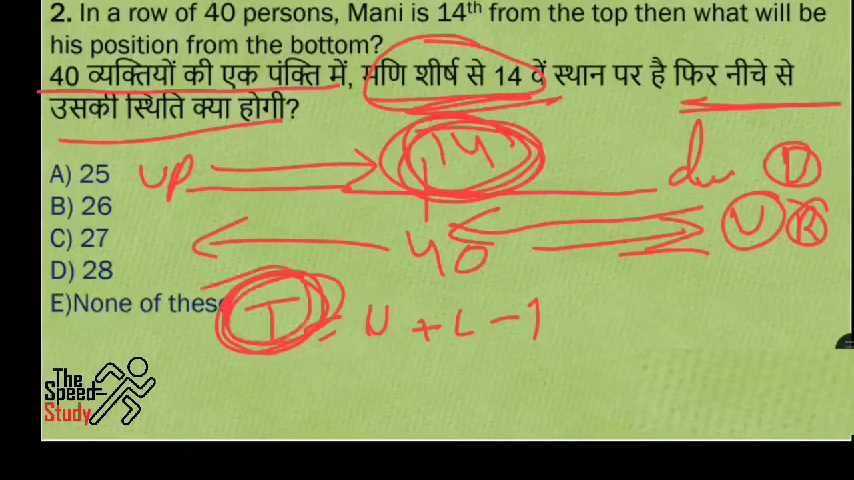 2. In a row of 40 persons, Mani is 14th from the top then what will be
his position from the bottom?
40 व्यक्तियों की एक पंक्ति में, मणि शीर्ष से 14 वें स्थान पर है फिर नीचे से
उसकी स्थिति क्या होगी?
A) 25 up 14
B) 26
C) 27 40
D) 28
E)None of these
T = U + L - 1
The
Speed
Study